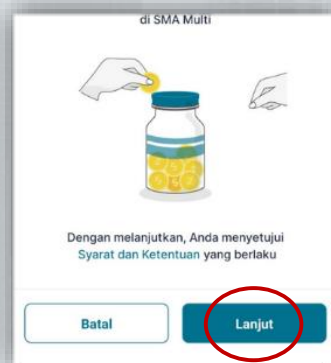 di SMA Multi
Dengan melanjutkan, Anda menyetujui
Syarat dan Ketentuan yang berlaku
Batal
Lanjut